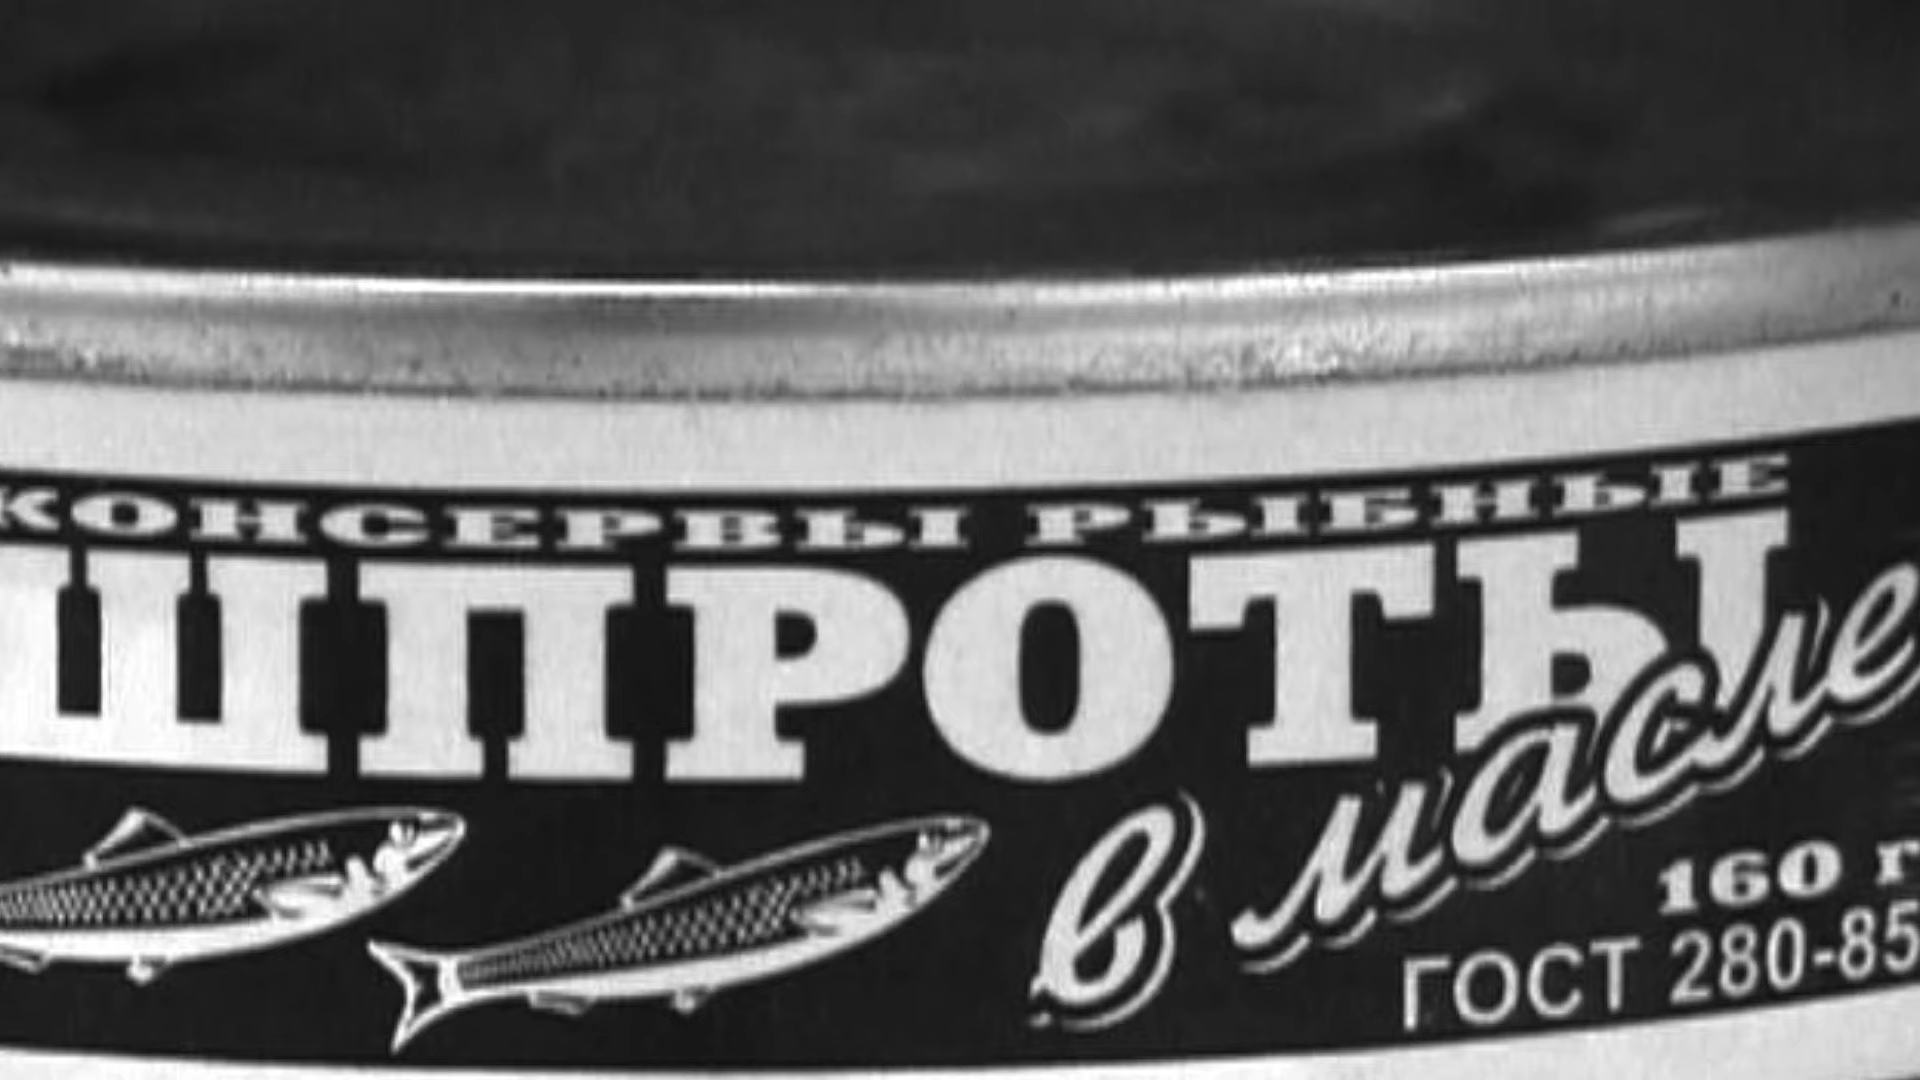 КОНСЕРВЫ РЫБНЫЕ
ШПРОТЫ
в масле
160 г
ГОСТ 280-85